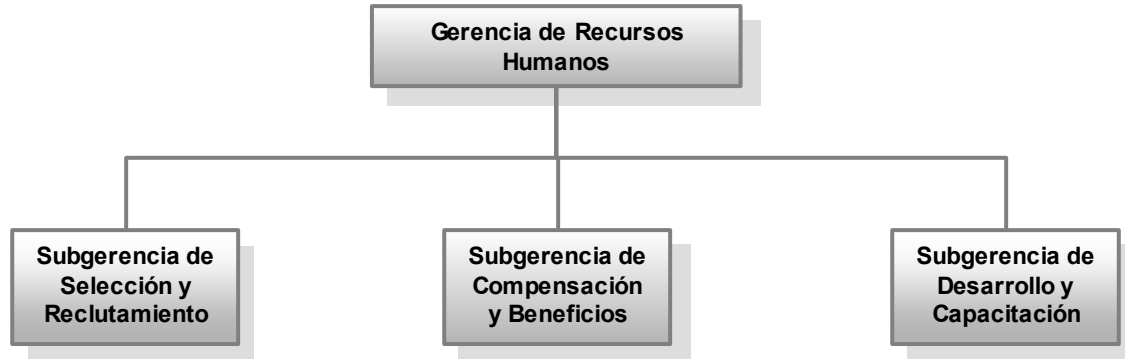 Gerencia de Recursos
Humanos
Subgerencia de
Selección y
Reclutamiento
Subgerencia de
Compensación
y Beneficios
Subgerencia de
Desarrollo y
Capacitación